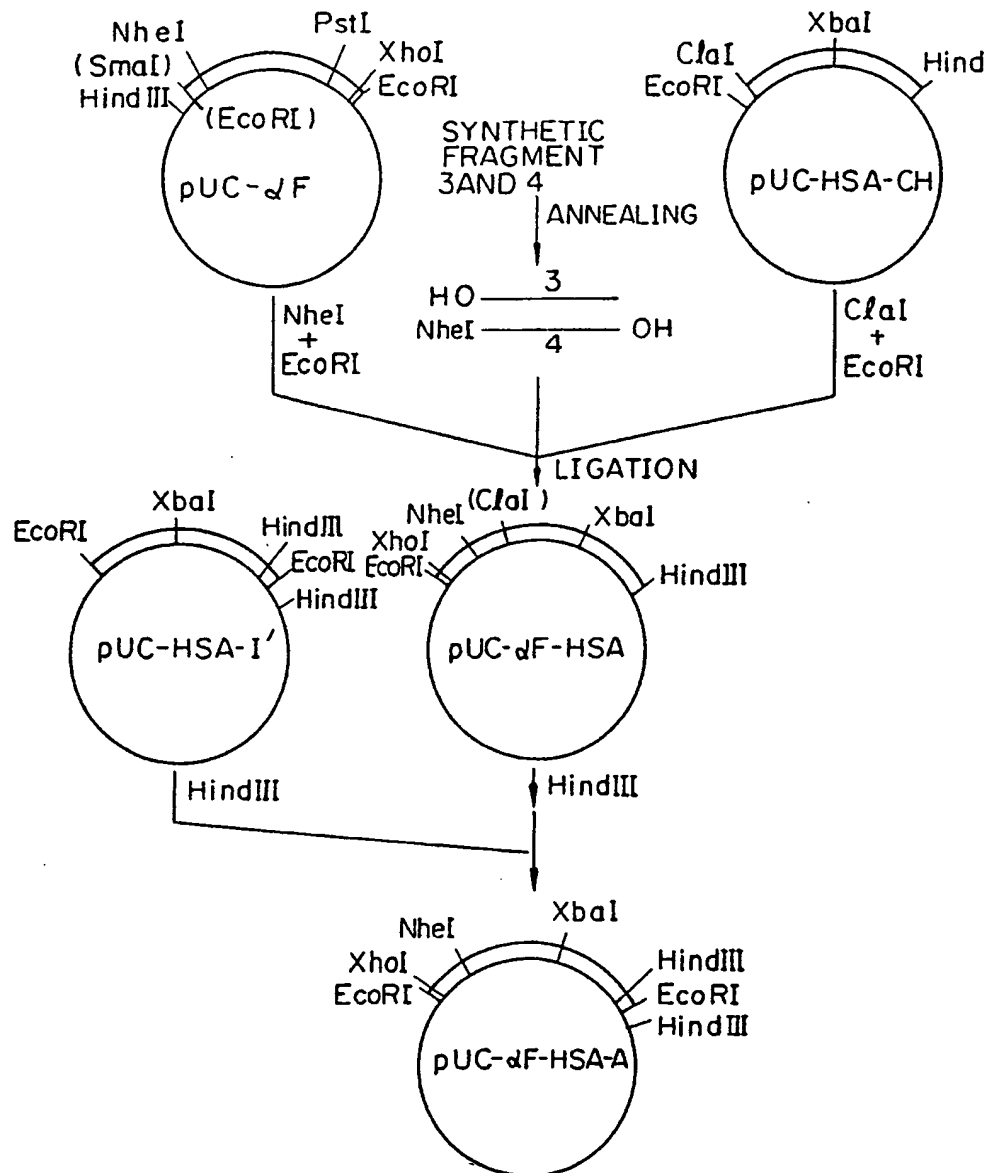 NheI
PstI
(SmaI)
XhoI
HindIII
EcoRI
(EcoRI)
pUC-αF
SYNTHETIC
FRAGMENT
3AND 4
ANNEALING
XbaI
ClaI
Hind
EcoRI
pUC-HSA-CH
HO
3
NheI
4
OH
NheI
+
EcoRI
ClaI
+
EcoRI
LIGATION
XbaI
EcoRI
HindIII
EcoRI
HindIII
pUC-HSA-I'
(ClaI)
NheI
XbaI
XhoI
EcoRI
HindIII
pUC-αF-HSA
HindIII
HindIII
XbaI
NheI
XhoI
HindIII
EcoRI
EcoRI
HindIII
pUC-αF-HSA-A